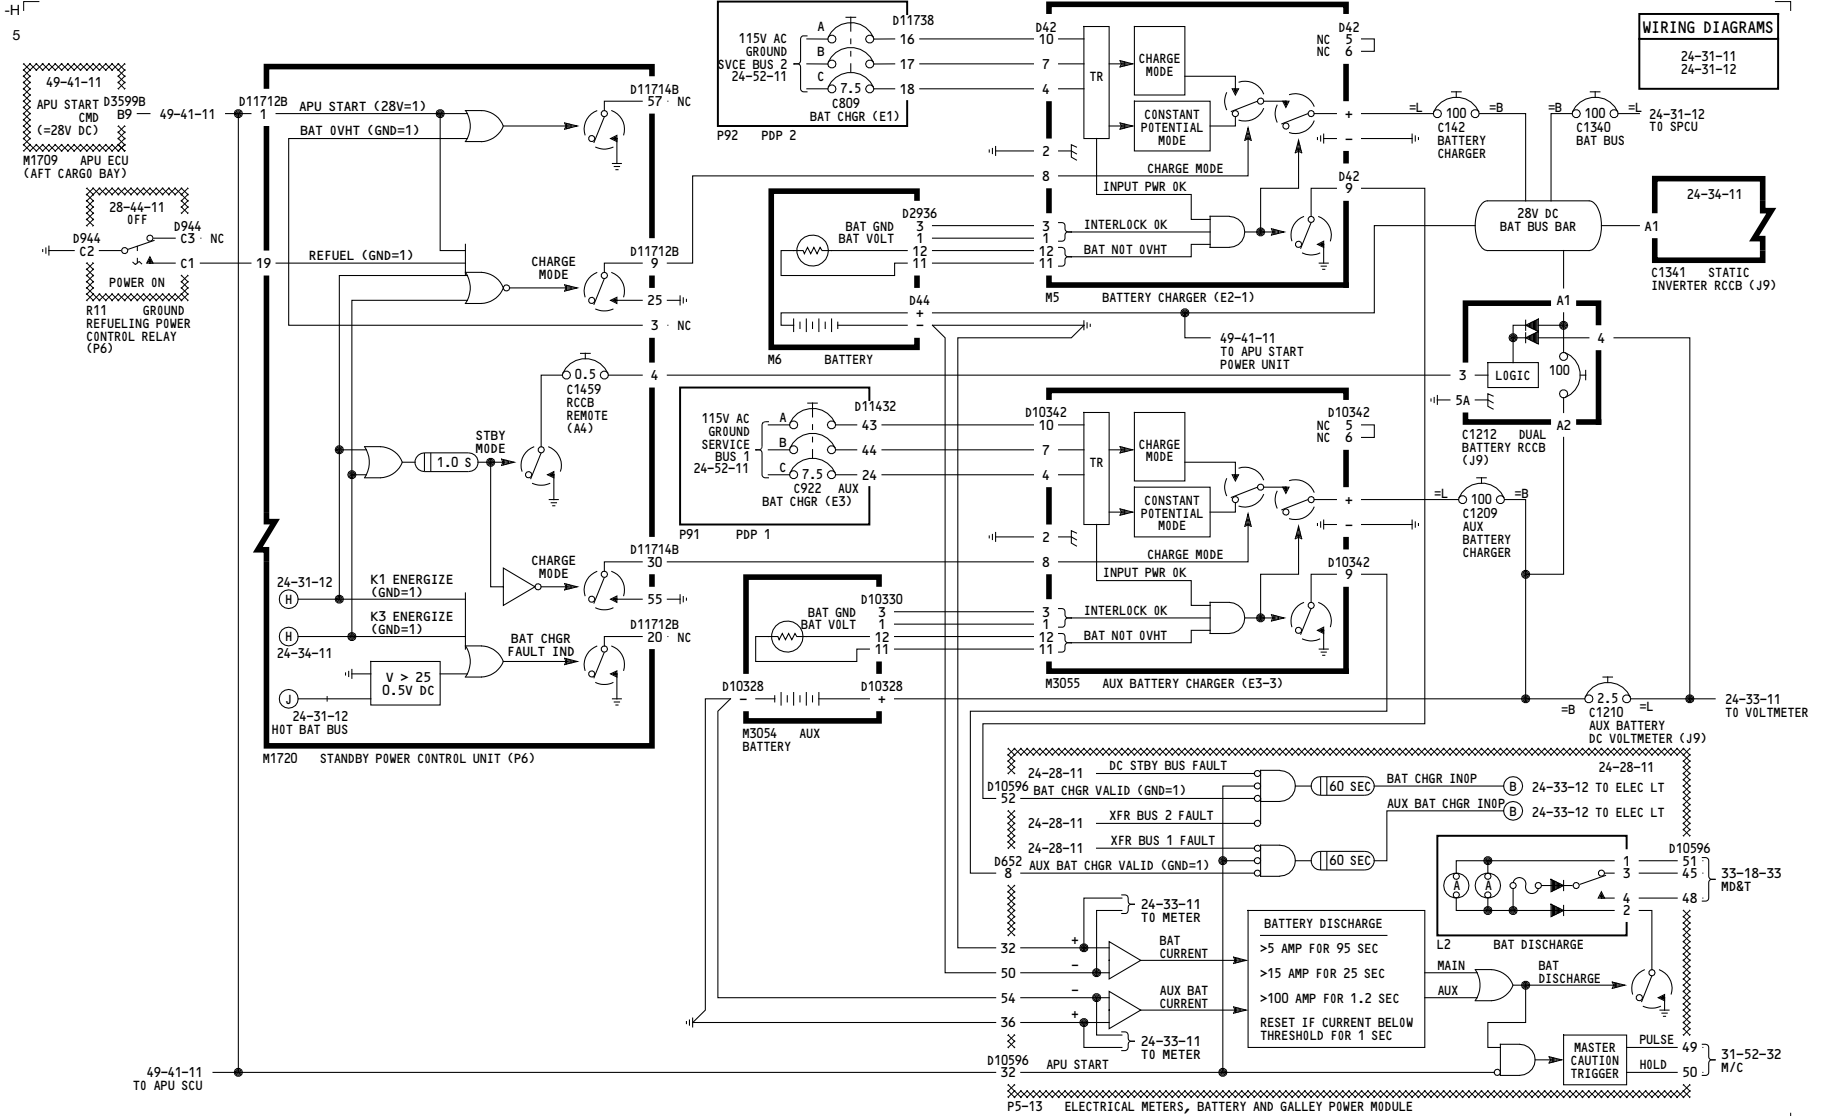 -H
5
49-41-11
APU START D3599B
CMD
(=28V DC)
B9
49-41-11
M1709 APU ECU
(AFT CARGO BAY)
28-44-11
OFF
D944
C3 NC
D944
C2
C1
POWER ON
R11 GROUND
REFUELING POWER
CONTROL RELAY
(P6)
D11712B
1
APU START (28V=1)
BAT OVHT (GND=1)
D11714B
57 NC
19
REFUEL (GND=1)
CHARGE
MODE
D11712B
9
25
3 NC
4
0.5
C1459
RCCB
REMOTE
(A4)
STBY
MODE
1.0 S
CHARGE
MODE
D11714B
30
55
24-31-12
H
K1 ENERGIZE
(GND=1)
H
K3 ENERGIZE
(GND=1)
24-34-11
V > 25
0.5V DC
J
24-31-12
HOT BAT BUS
BAT CHGR
FAULT IND
D11712B
20 NC
M1720 STANDBY POWER CONTROL UNIT (P6)
49-41-11
TO APU SCU
115V AC
GROUND
SVCE BUS 2
24-52-11
A
B
C
7.5
C809
BAT CHGR (E1)
D11738
16
17
18
P92 PDP 2
D42
10
7
4
TR
CHARGE
MODE
CONSTANT
POTENTIAL
MODE
2
8
CHARGE MODE
INPUT PWR OK
3
1
INTERLOCK OK
12
11
BAT NOT OVHT
D42
NC 5
NC 6
+
-
D42
9
M5 BATTERY CHARGER (E2-1)
D2936
BAT GND 3
BAT VOLT 1
12
11
D44
+
-
M6 BATTERY
49-41-11
TO APU START
POWER UNIT
=L
100
=B
C142
BATTERY
CHARGER
=B
100
=L
C1340
BAT BUS
24-31-12
TO SPCU
WIRING DIAGRAMS
24-31-11
24-31-12
28V DC
BAT BUS BAR
A1
24-34-11
C1341 STATIC
INVERTER RCCB (J9)
A1
4
3
LOGIC
100
5A
A2
C1212 DUAL
BATTERY RCCB
(J9)
115V AC
GROUND
SERVICE
BUS 1
24-52-11
A
B
C
7.5
C922 AUX
BAT CHGR (E3)
D11432
43
44
24
P91 PDP 1
D10342
10
7
4
TR
CHARGE
MODE
CONSTANT
POTENTIAL
MODE
2
8
CHARGE MODE
INPUT PWR OK
3
1
INTERLOCK OK
12
11
BAT NOT OVHT
D10342
NC 5
NC 6
+
-
D10342
9
M3055 AUX BATTERY CHARGER (E3-3)
=L
100
=B
C1209
AUX
BATTERY
CHARGER
D10330
BAT GND 3
BAT VOLT 1
12
11
D10328
-
D10328
+
M3054 AUX
BATTERY
=B
2.5
=L
C1210
AUX BATTERY
DC VOLTMETER (J9)
24-33-11
TO VOLTMETER
24-28-11
DC STBY BUS FAULT
D10596
52
BAT CHGR VALID (GND=1)
24-28-11
XFR BUS 2 FAULT
24-28-11
XFR BUS 1 FAULT
D652
8
AUX BAT CHGR VALID (GND=1)
60 SEC
BAT CHGR INOP
B
24-33-12 TO ELEC LT
24-28-11
60 SEC
AUX BAT CHGR INOP
B
24-33-12 TO ELEC LT
24-33-11
TO METER
32
+
50
-
BAT
CURRENT
54
-
36
+
AUX BAT
CURRENT
24-33-11
TO METER
D10596
32
APU START
BATTERY DISCHARGE
>5 AMP FOR 95 SEC
>15 AMP FOR 25 SEC
>100 AMP FOR 1.2 SEC
RESET IF CURRENT BELOW
THRESHOLD FOR 1 SEC
MAIN
AUX
BAT
DISCHARGE
A
A
1
3
4
2
L2 BAT DISCHARGE
D10596
51
45
48
33-18-33
MD&T
MASTER
CAUTION
TRIGGER
PULSE 49
HOLD 50
31-52-32
M/C
P5-13 ELECTRICAL METERS, BATTERY AND GALLEY POWER MODULE